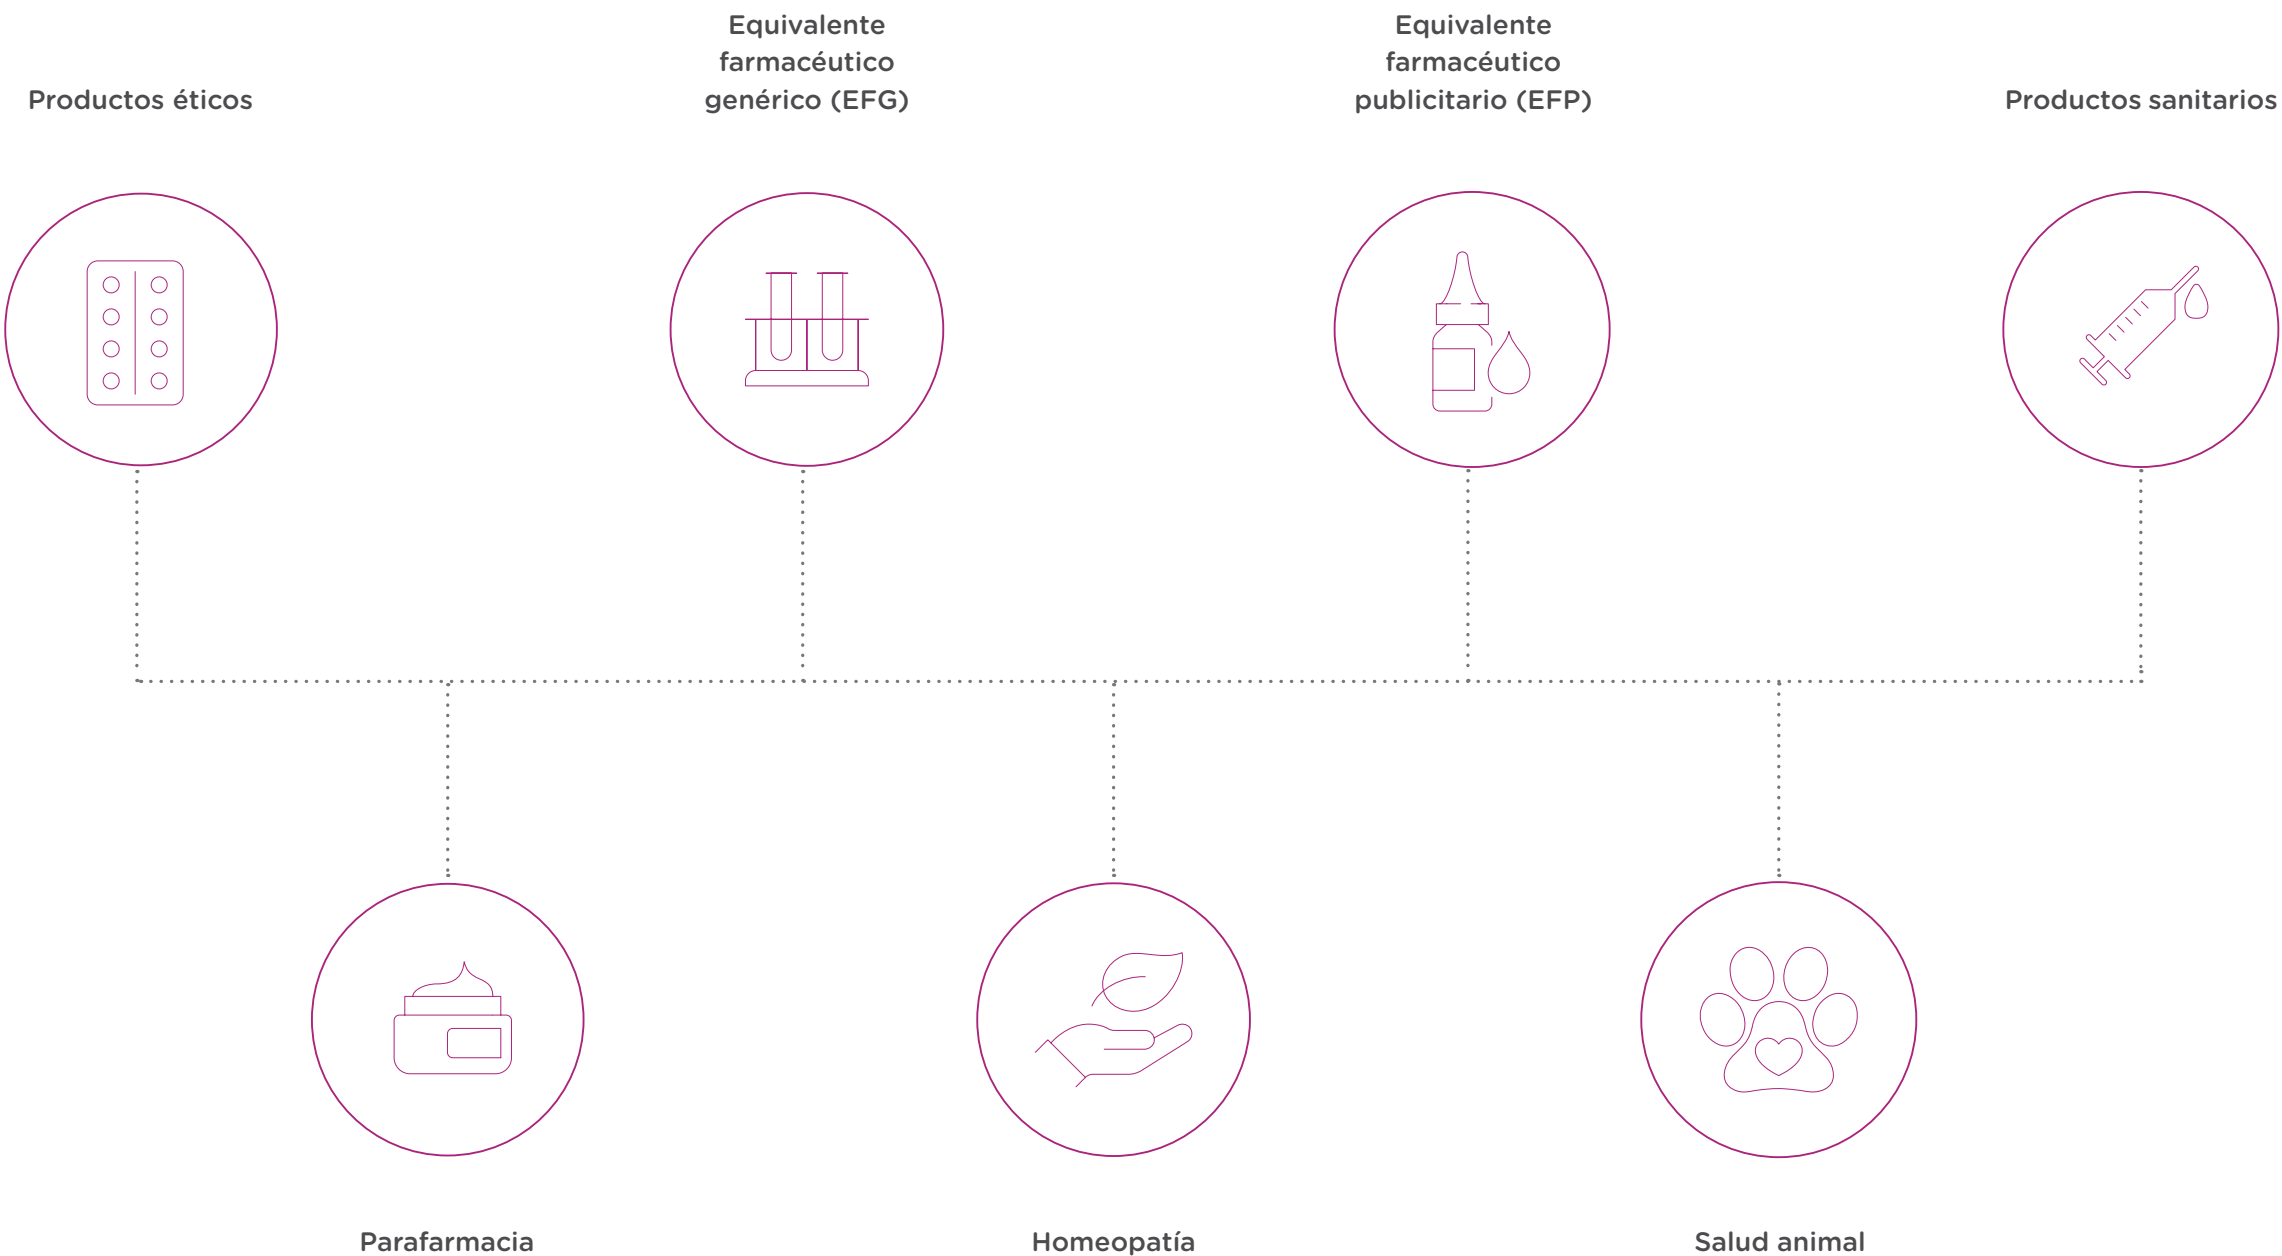 Productos éticos
Equivalente
farmacéutico
genérico (EFG)
Equivalente
farmacéutico
publicitario (EFP)
Productos sanitarios
Parafarmacia
Homeopatía
Salud animal